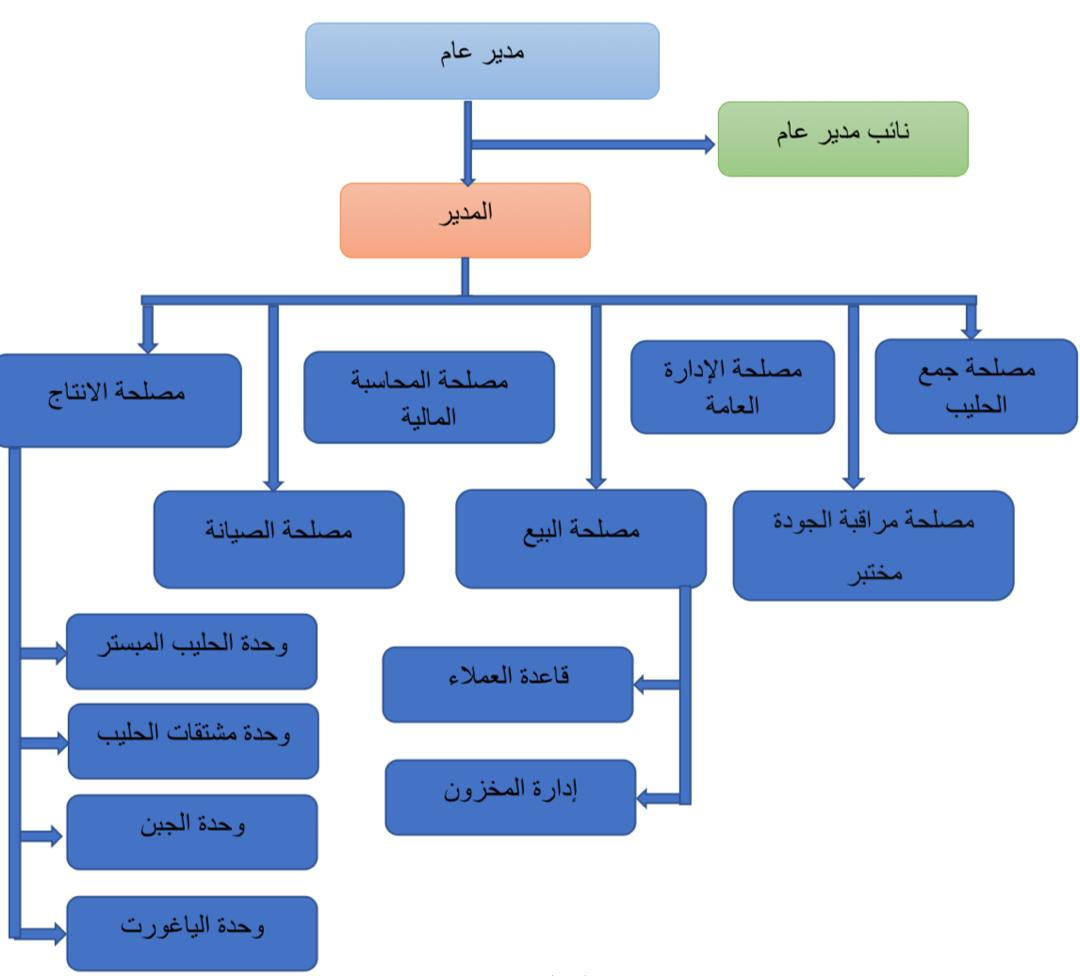 مدير عام
نائب مدير عام
المدير
مصلحة جمع
الحليب
مصلحة الإدارة
العامة
مصلحة المحاسبة
المالية
مصلحة الانتاج
مصلحة مراقبة الجودة
مختبر
مصلحة البيع
مصلحة الصيانة
قاعدة العملاء
إدارة المخزون
وحدة الحليب المبستر
وحدة مشتقات الحليب
وحدة الجبن
وحدة الياغورت